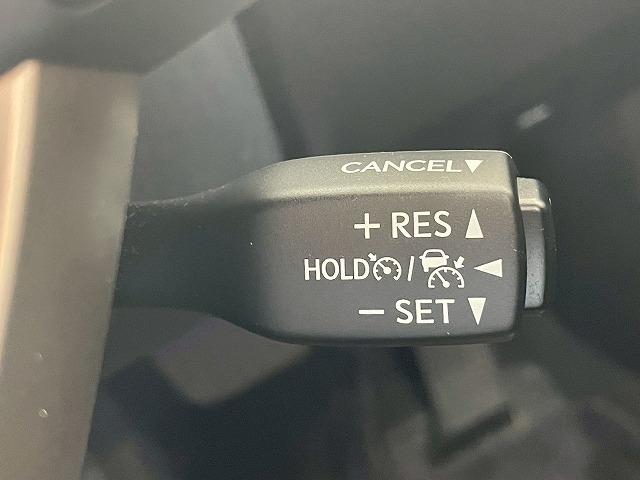 CANCEL▼
+ RES ▲
HOLD / ◀
− SET ▼